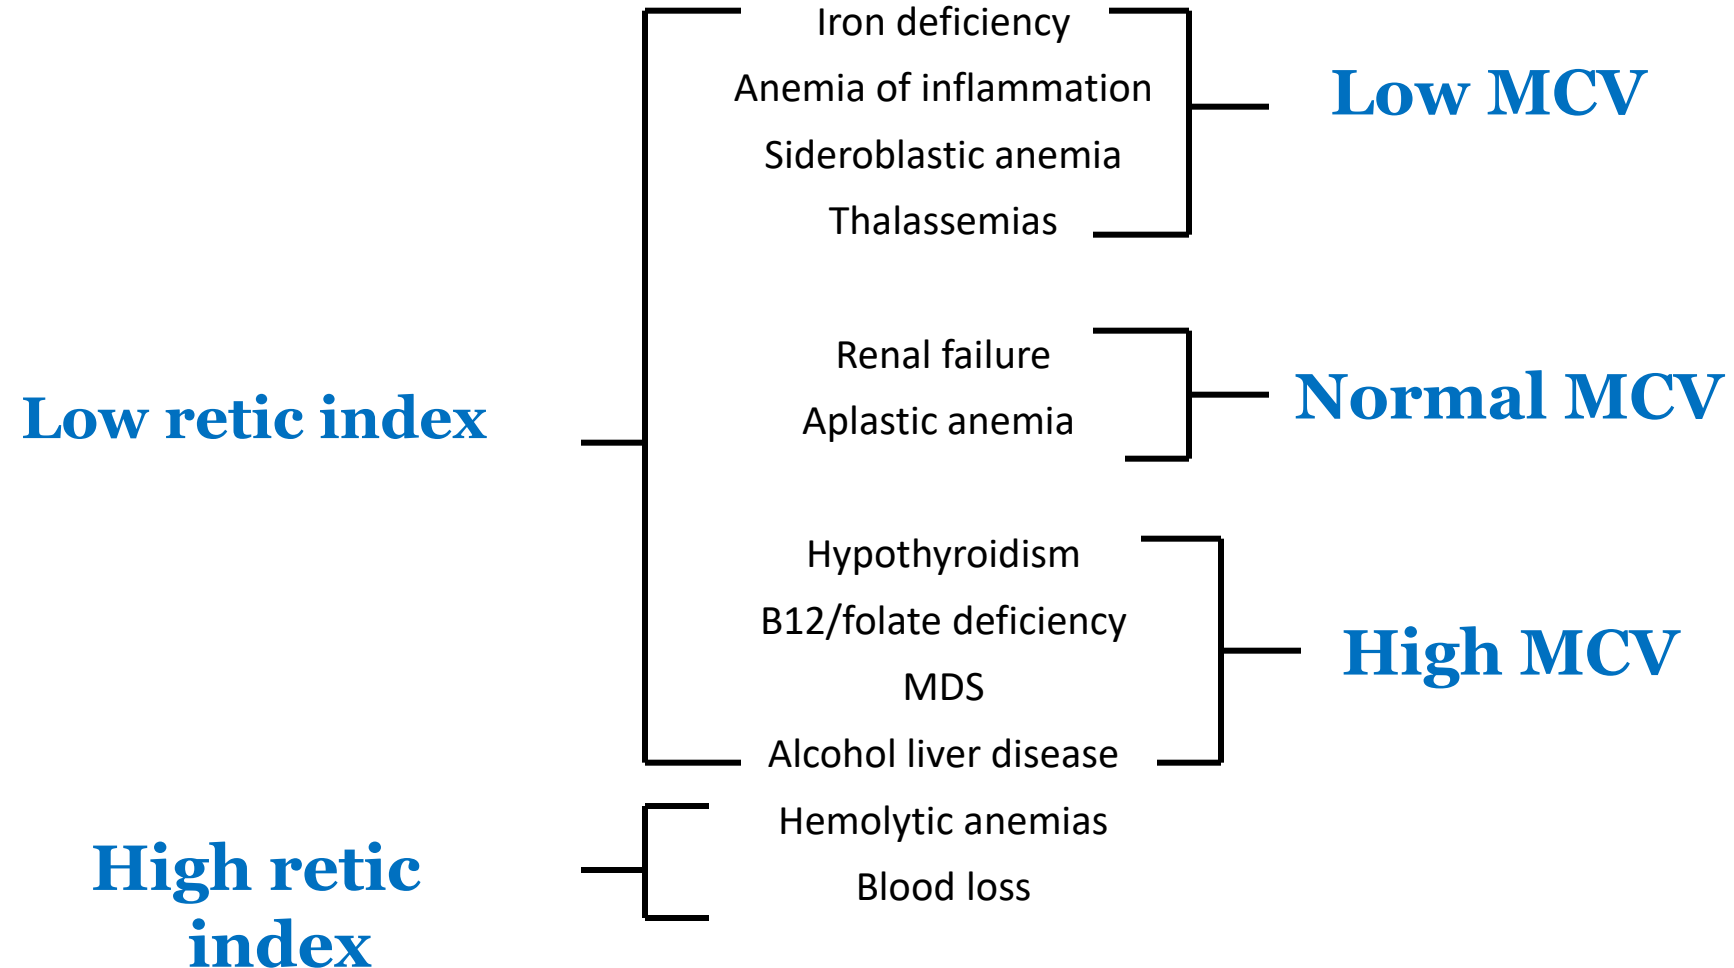 Iron deficiency
Anemia of inflammation
Sideroblastic anemia
Thalassemias
Low MCV
Renal failure
Aplastic anemia
Normal MCV
Low retic index
Hypothyroidism
B12/folate deficiency
MDS
Alcohol liver disease
High MCV
Hemolytic anemias
Blood loss
High retic
index